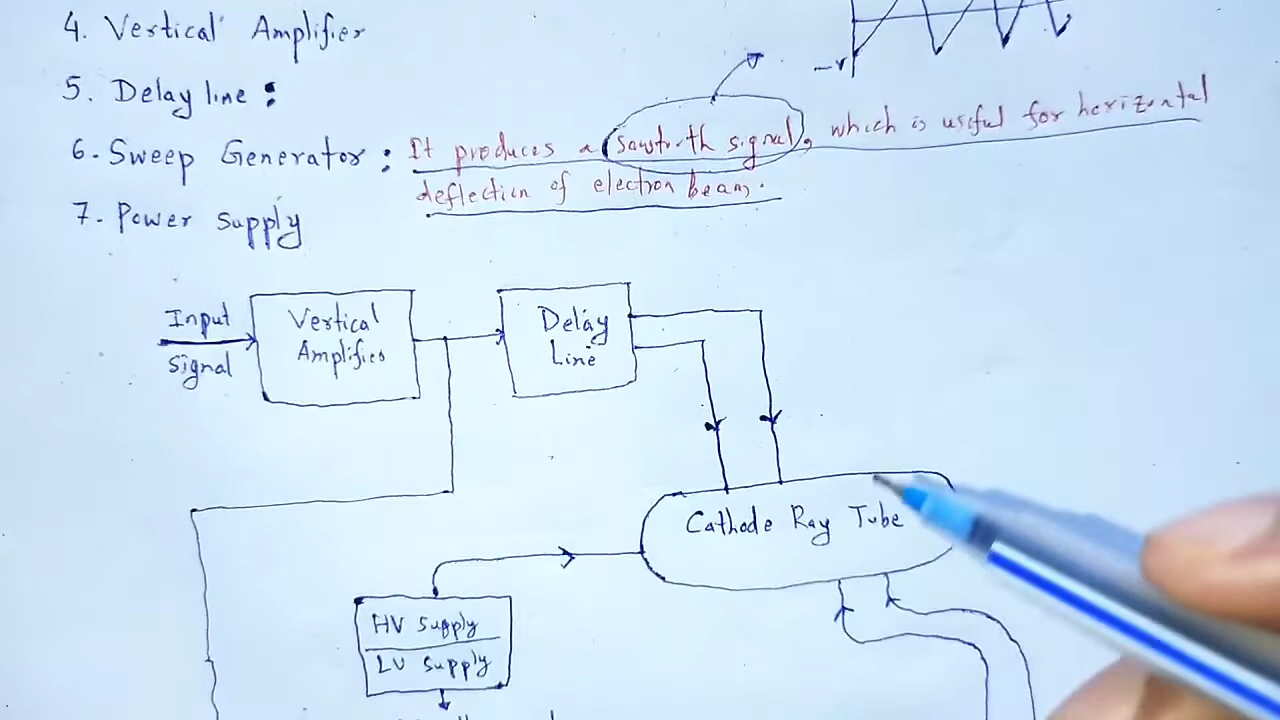 4. Vertical Amplifier
-V
5. Delay line :
6. Sweep Generator : It produces a sawtooth signal, which is useful for horizontal
deflection of electron beam.
7. Power Supply
Input
Signal
Vertical
Amplifier
Delay
Line
Cathode Ray Tube
HV Supply
LV Supply